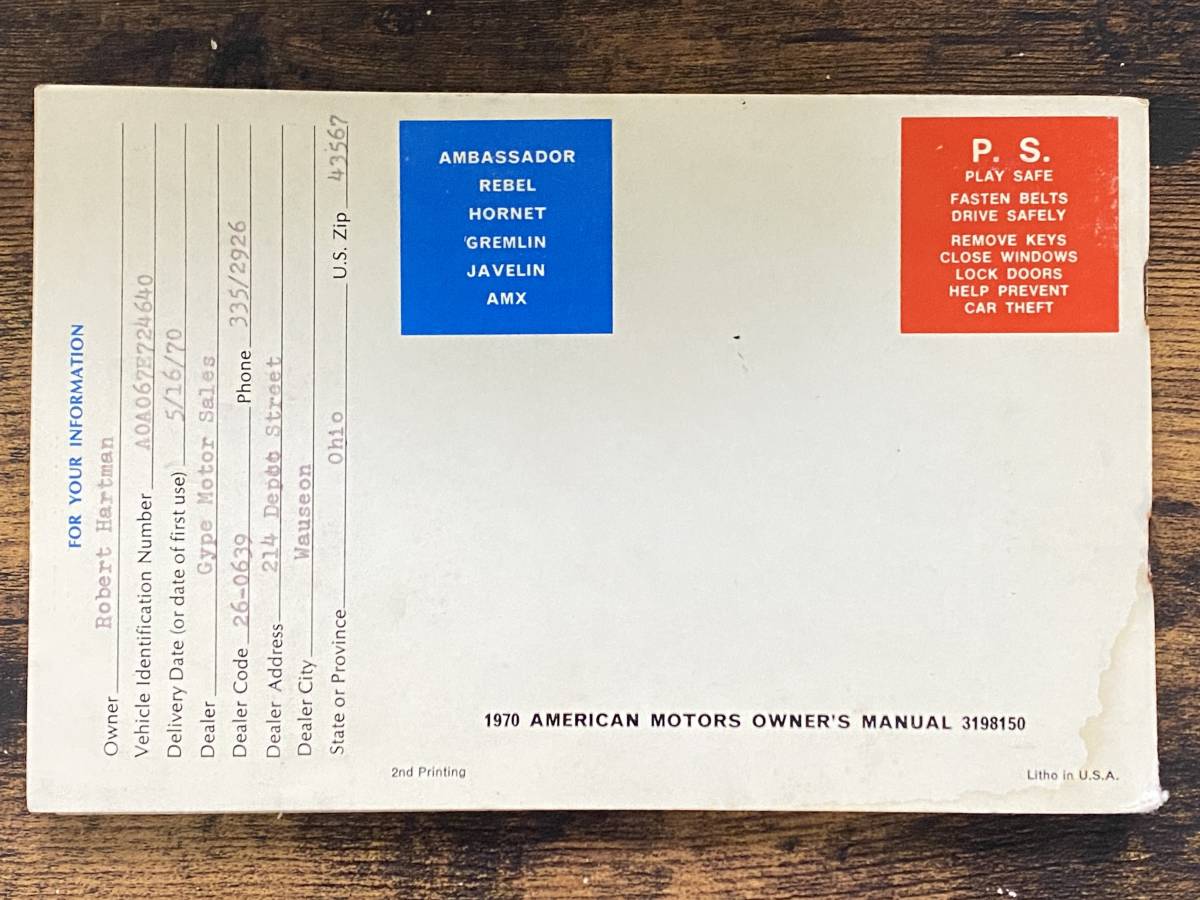 FOR YOUR INFORMATION
Owner Robert Hartman
Vehicle Identification Number A0A067E724640
Delivery Date (or date of first use) 5/16/70
Dealer Gype Motor Sales
Dealer Code 26-0639 Phone 335/2926
Dealer Address 214 Depot Street
Dealer City Wauseon
State or Province Ohio U.S. Zip 43567
AMBASSADOR
REBEL
HORNET
GREMLIN
JAVELIN
AMX
P. S.
PLAY SAFE
FASTEN BELTS
DRIVE SAFELY
REMOVE KEYS
CLOSE WINDOWS
LOCK DOORS
HELP PREVENT
CAR THEFT
1970 AMERICAN MOTORS OWNER'S MANUAL 3198150
2nd Printing
Litho in U.S.A.